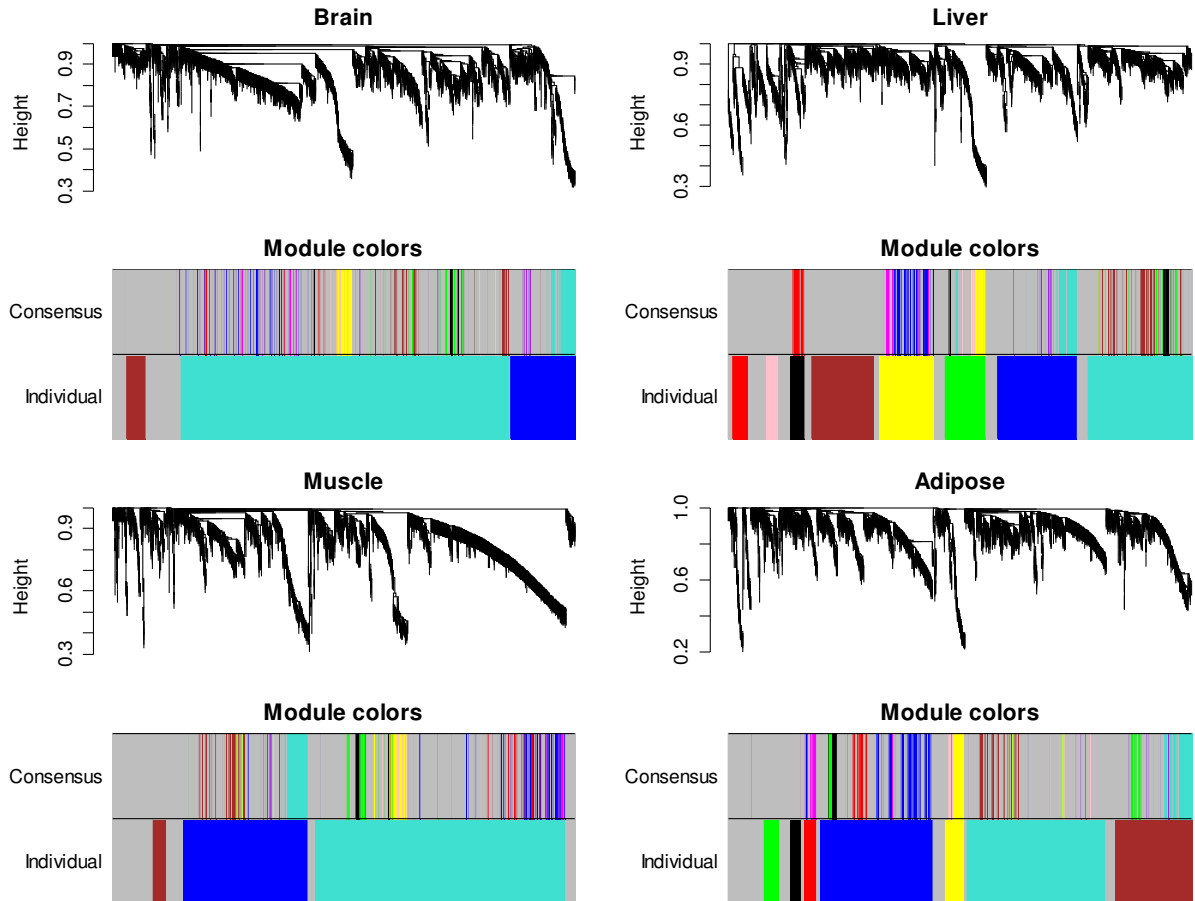 Brain
Height
0.3 0.5 0.7 0.9
Module colors
Consensus
Individual
Liver
Height
0.3 0.6 0.9
Module colors
Consensus
Individual
Muscle
Height
0.3 0.6 0.9
Module colors
Consensus
Individual
Adipose
Height
0.2 0.6 1.0
Module colors
Consensus
Individual